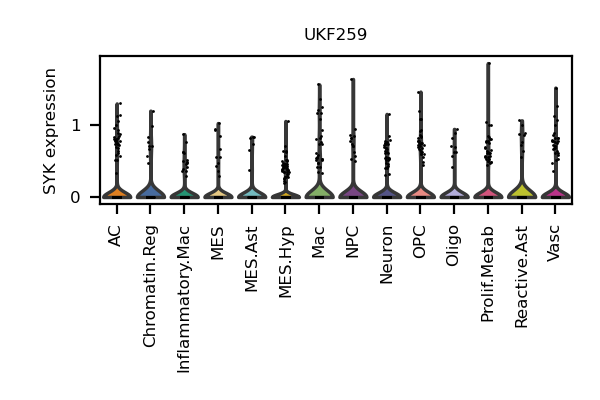 UKF259
SYK expression
1
0
AC
Chromatin.Reg
Inflammatory.Mac
MES
MES.Ast
MES.Hyp
Mac
NPC
Neuron
OPC
Oligo
Prolif.Metab
Reactive.Ast
Vasc